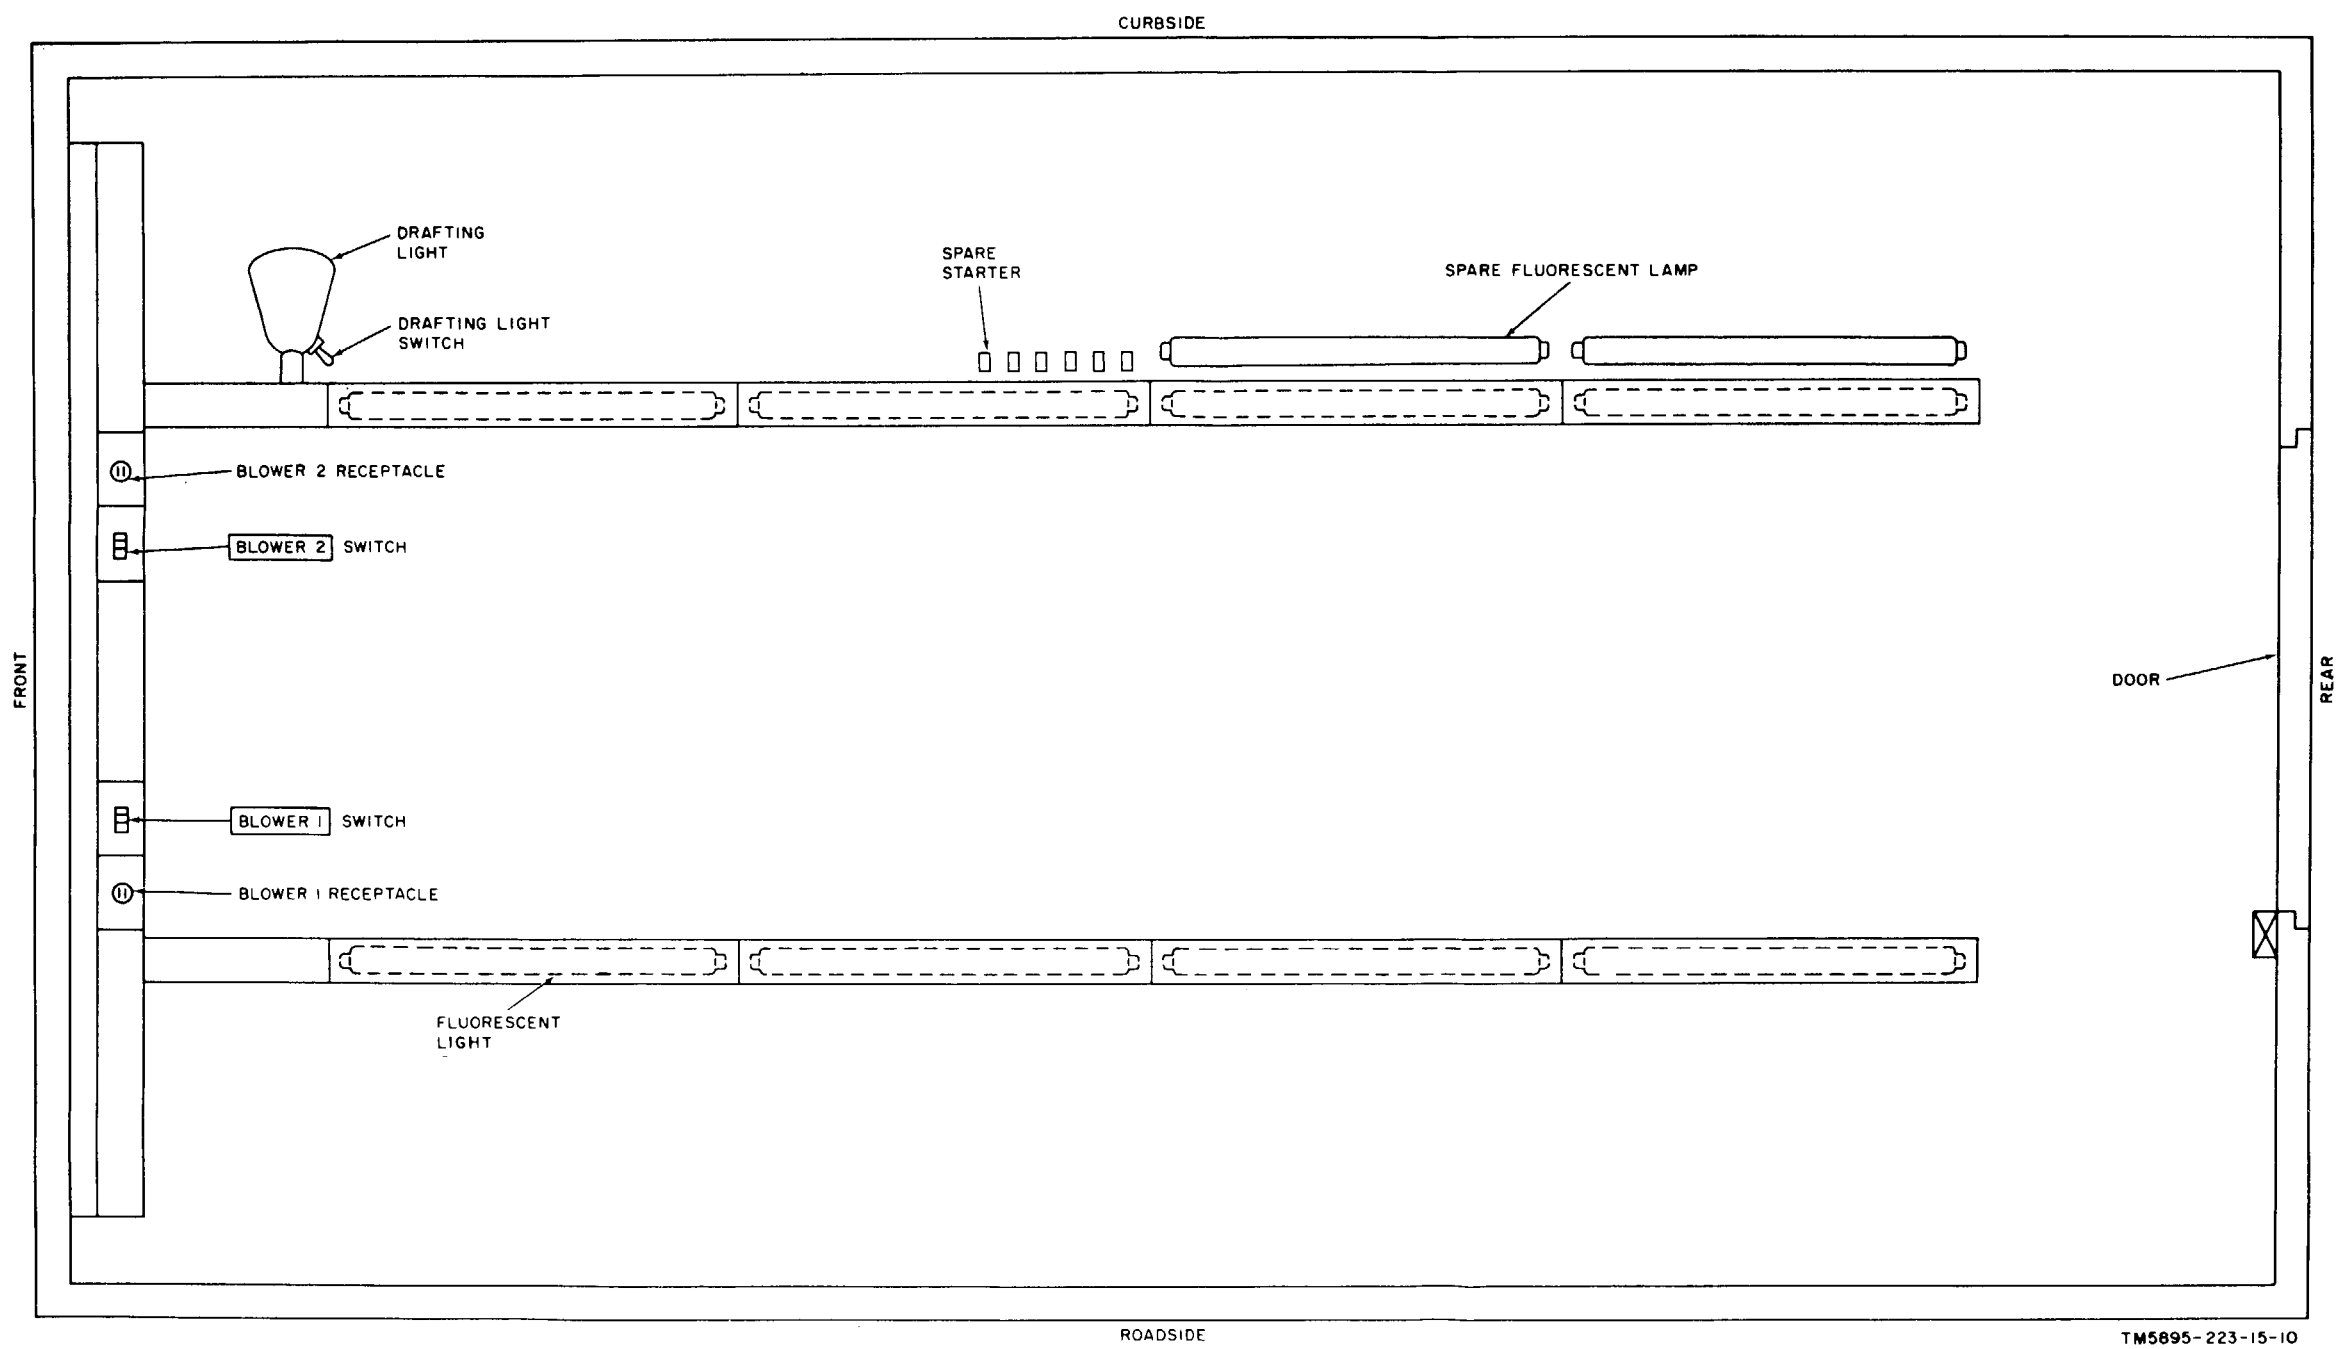 CURBSIDE
DRAFTING
LIGHT
SPARE
STARTER
SPARE FLUORESCENT LAMP
DRAFTING LIGHT
SWITCH
BLOWER 2 RECEPTACLE
BLOWER 2 SWITCH
FRONT
DOOR
REAR
BLOWER 1 SWITCH
BLOWER 1 RECEPTACLE
FLUORESCENT
LIGHT
ROADSIDE
TM5895-223-15-10